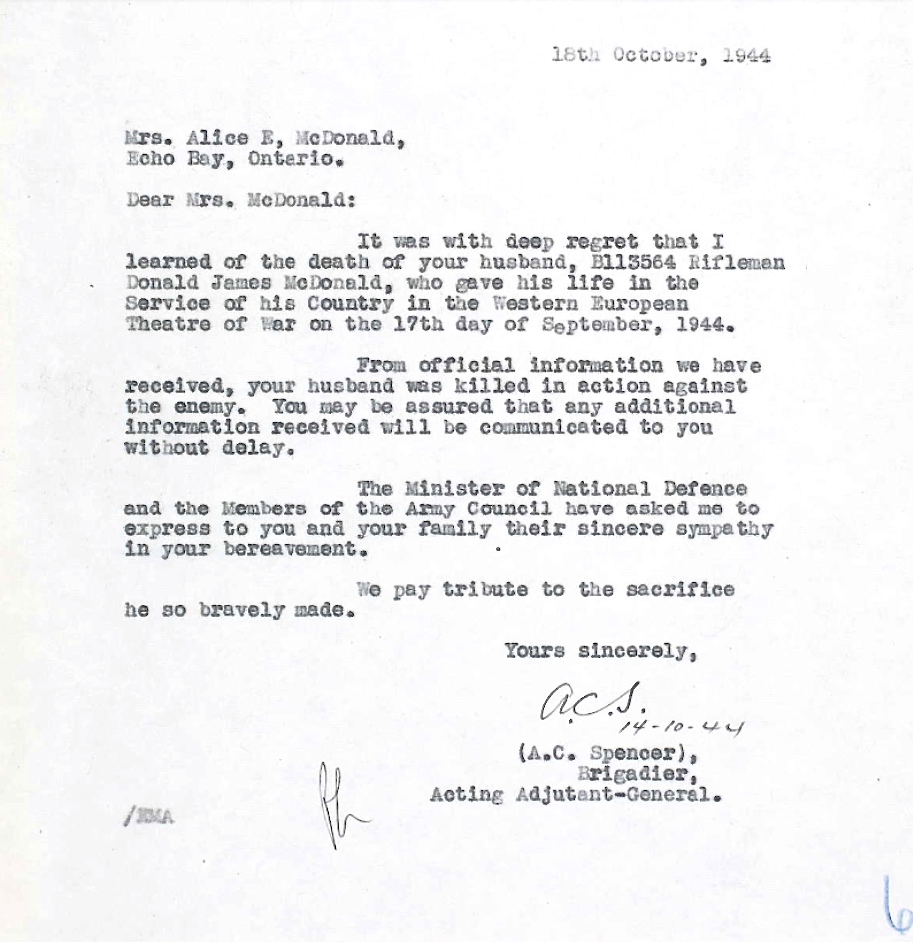 18th October, 1944
Mrs. Alice E, McDonald,
Echo Bay, Ontario.
Dear Mrs. McDonald:
It was with deep regret that I
learned of the death of your husband, B113564 Rifleman
Donald James McDonald, who gave his life in the
Service of his Country in the Western European
Theatre of War on the 17th day of September, 1944.
From official information we have
received, your husband was killed in action against
the enemy. You may be assured that any additional
information received will be communicated to you
without delay.
The Minister of National Defence
and the Members of the Army Council have asked me to
express to you and your family their sincere sympathy
in your bereavement.
We pay tribute to the sacrifice
he so bravely made.
Yours sincerely,
A.C.S.
14-10-44
(A.C. Spencer),
Brigadier,
Acting Adjutant-General.
6